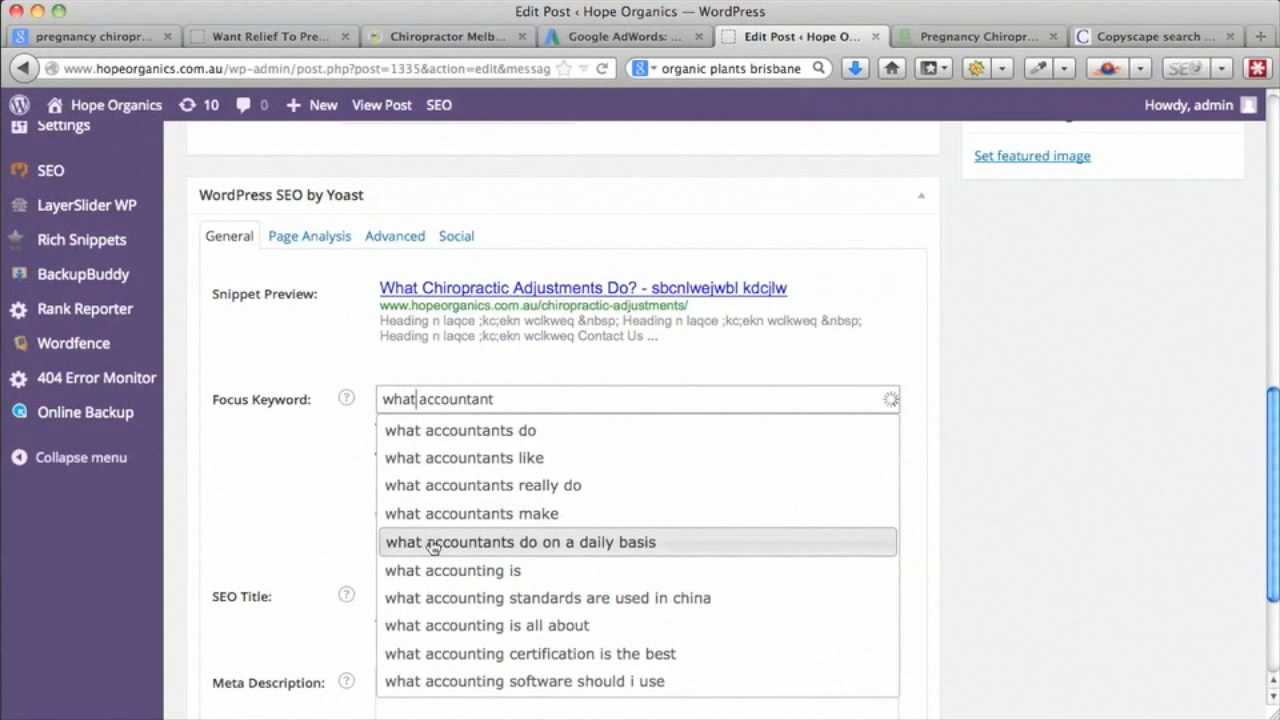 Edit Post ‹ Hope Organics — WordPress
pregnancy chiropr...
Want Relief To Pre...
Chiropractor Melb...
Google AdWords: ...
Edit Post ‹ Hope O...
Pregnancy Chiropr...
Copyscape search ...
www.hopeorganics.com.au/wp-admin/post.php?post=1335&action=edit&messag
organic plants brisbane
SEO
Hope Organics
10
0
New
View Post
SEO
Howdy, admin
Settings
SEO
LayerSlider WP
Rich Snippets
BackupBuddy
Rank Reporter
Wordfence
404 Error Monitor
Online Backup
Collapse menu
Set featured image
WordPress SEO by Yoast
General
Page Analysis
Advanced
Social
Snippet Preview:
What Chiropractic Adjustments Do? - sbcnlwejwbl kdcjlw
www.hopeorganics.com.au/chiropractic-adjustments/
Heading n laqce ;kc;ekn wclkweq &nbsp; Heading n laqce ;kc;ekn wclkweq &nbsp;
Heading n laqce ;kc;ekn wclkweq Contact Us ...
Focus Keyword:
?
what accountant
what accountants do
what accountants like
what accountants really do
what accountants make
what accountants do on a daily basis
what accounting is
what accounting standards are used in china
what accounting is all about
what accounting certification is the best
what accounting software should i use
SEO Title:
?
Meta Description:
?